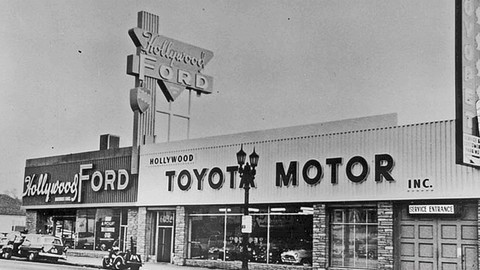 Hollywood
FORD
Hollywood FORD
HOLLYWOOD
TOYOTA MOTOR INC.
SERVICE ENTRANCE